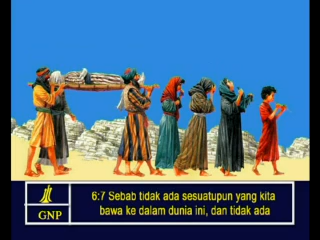 6:7 Sebab tidak ada sesuatupun yang kita
bawa ke dalam dunia ini, dan tidak ada
GNP